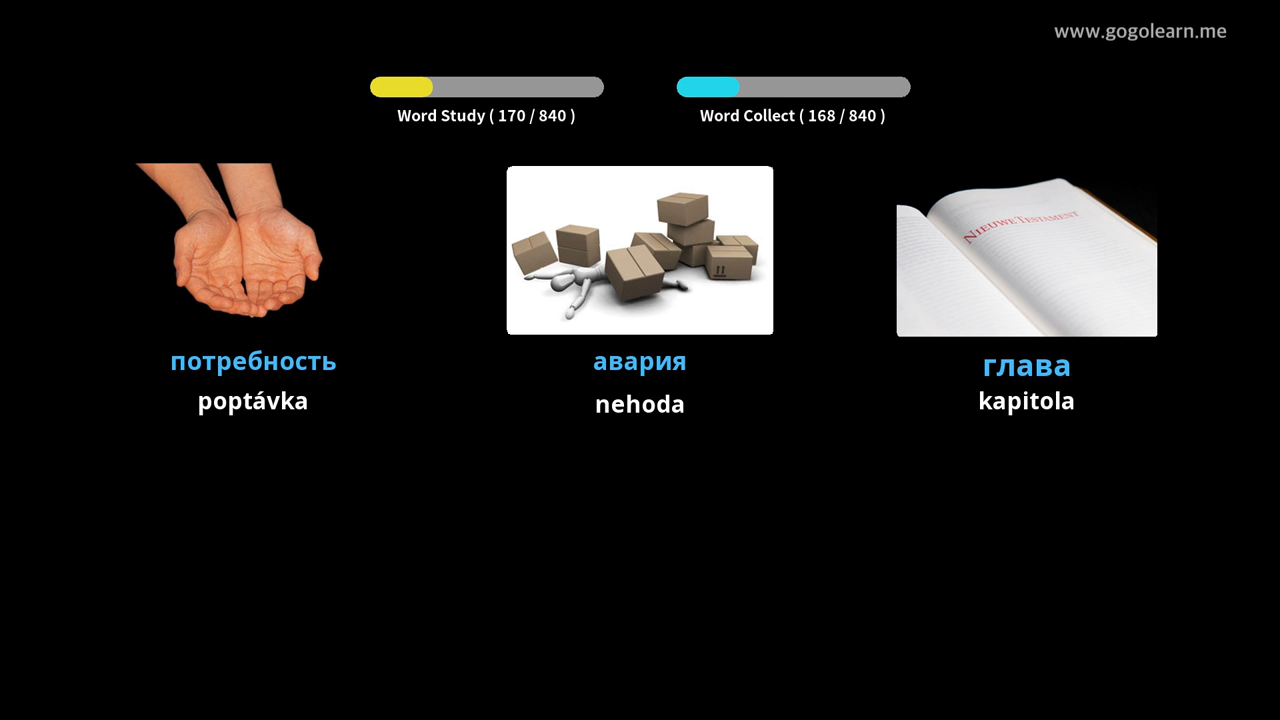 www.gogolearn.me
Word Study ( 170 / 840 )
Word Collect ( 168 / 840 )
NIEUWE TESTAMENT
потребность
авария
глава
poptávka
nehoda
kapitola